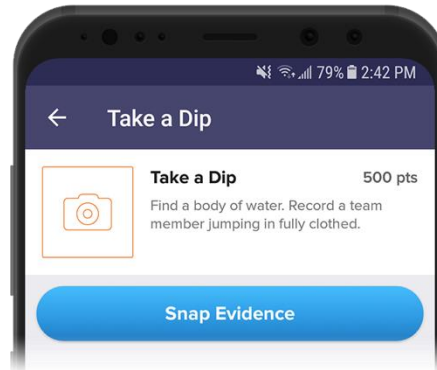 79% 2:42 PM
Take a Dip
Take a Dip 500 pts
Find a body of water. Record a team
member jumping in fully clothed.
Snap Evidence